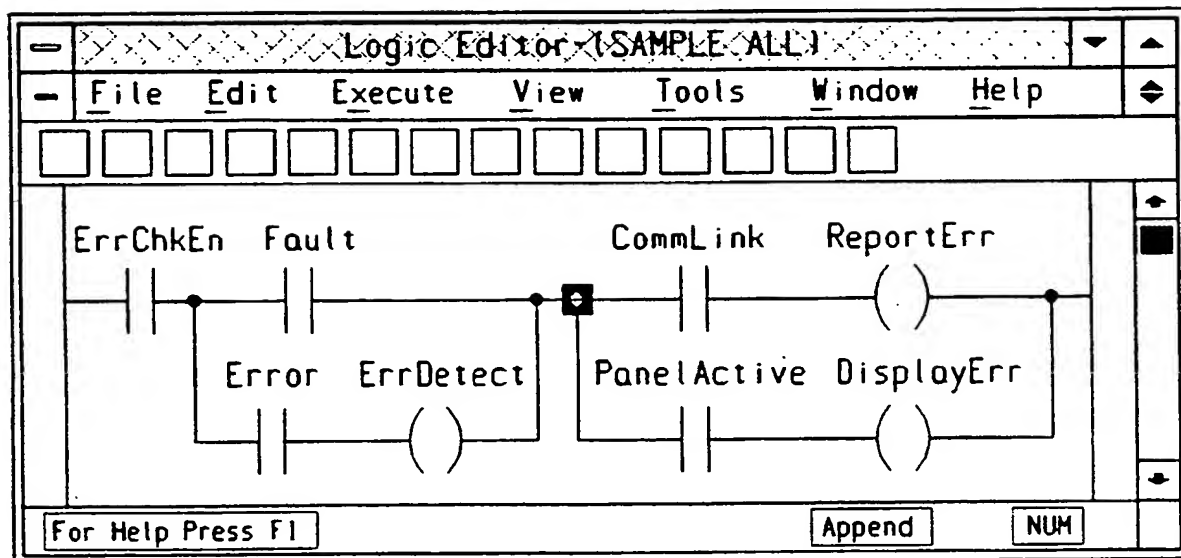 Logic Editor-(SAMPLE.ALL)
File Edit Execute View Tools Window Help
ErrChkEn Fault CommLink ReportErr
Error ErrDetect PanelActive DisplayErr
For Help Press F1 Append NUM